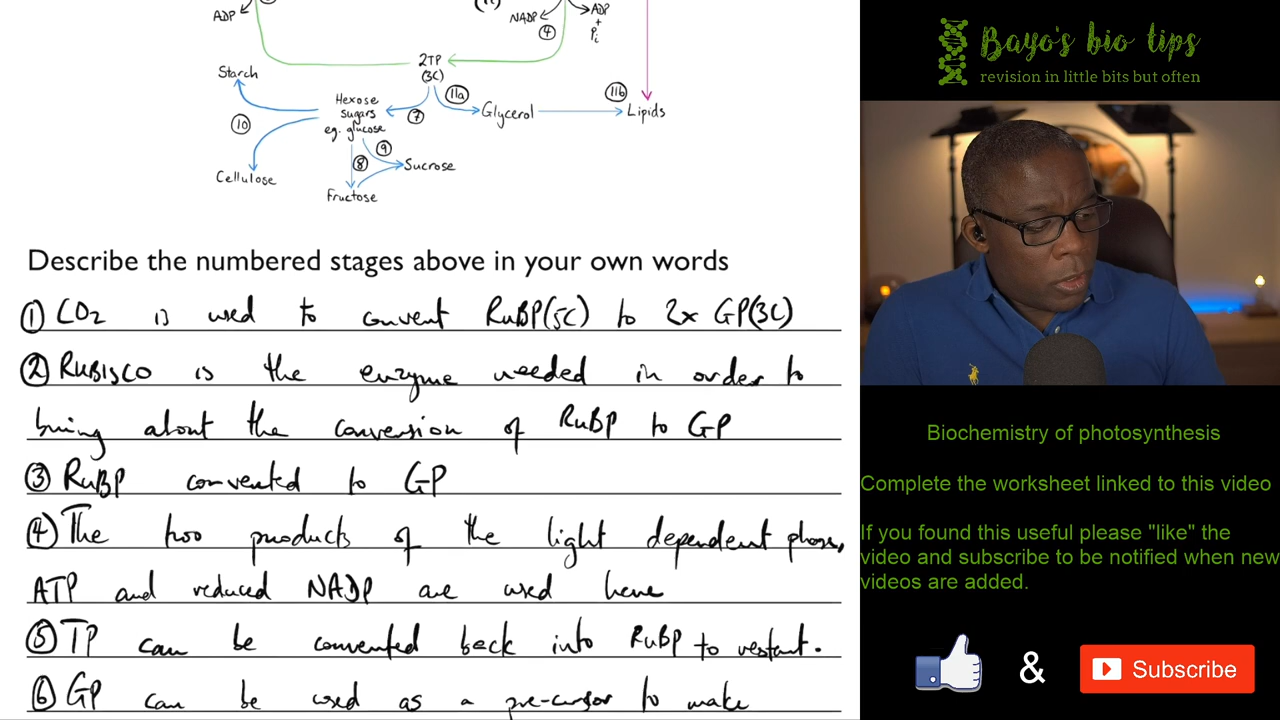 ADP
(11)
NADP
ADP
+
Pi
④
2TP
(3C)
Starch
Hexose
sugars
eg. glucose
⑦
11a
Glycerol
11b
Lipids
⑩
⑨
⑧
Sucrose
Cellulose
Fructose
Describe the numbered stages above in your own words
① CO2 is used to convert RuBP(5C) to 2x GP(3C)
② RUBISCO is the enzyme needed in order to
bring about the conversion of RuBP to GP
③ RuBP converted to GP
④ The two products of the light dependent phase,
ATP and reduced NADP are used here
⑤ TP can be converted back into RuBP to restart.
⑥ GP can be used as a pre-cursor to make
Bayo's bio tips
revision in little bits but often
Biochemistry of photosynthesis
Complete the worksheet linked to this video
If you found this useful please "like" the
video and subscribe to be notified when new
videos are added.
&
Subscribe